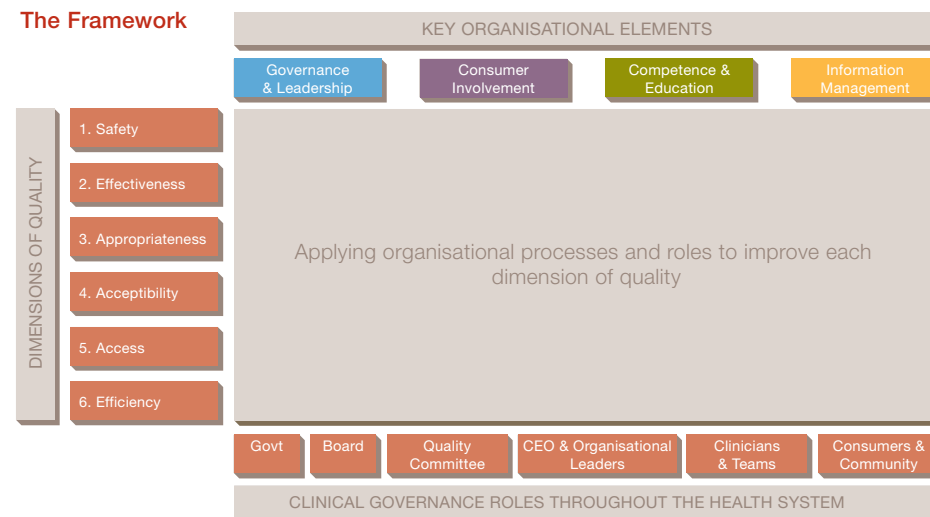 The Framework
KEY ORGANISATIONAL ELEMENTS
Governance
& Leadership
Consumer
Involvement
Competence &
Education
Information
Management
DIMENSIONS OF QUALITY
1. Safety
2. Effectiveness
3. Appropriateness
4. Acceptibility
5. Access
6. Efficiency
Applying organisational processes and roles to improve each
dimension of quality
Govt
Board
Quality
Committee
CEO & Organisational
Leaders
Clinicians
& Teams
Consumers &
Community
CLINICAL GOVERNANCE ROLES THROUGHOUT THE HEALTH SYSTEM